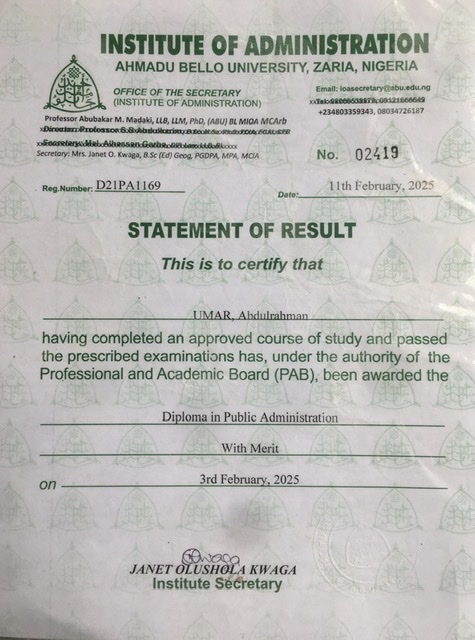 INSTITUTE OF ADMINISTRATION
AHMADU BELLO UNIVERSITY, ZARIA, NIGERIA
OFFICE OF THE SECRETARY
(INSTITUTE OF ADMINISTRATION)
Email: ioasecretary@abu.edu.ng
+234803359343, 08034726187
Professor Abubakar M. Madaki, LLB, LLM, PhD, (ABU) BL MIOA MCArb
Secretary: Mrs. Janet O. Kwaga, B.Sc (Ed) Geog, PGDPA, MPA, MCIA
No. 02419
Reg.Number: D21PA1169
Date: 11th February, 2025
STATEMENT OF RESULT
This is to certify that
UMAR, Abdulrahman
having completed an approved course of study and passed
the prescribed examinations has, under the authority of the
Professional and Academic Board (PAB), been awarded the
Diploma in Public Administration
With Merit
on 3rd February, 2025
JANET OLUSHOLA KWAGA
Institute Secretary